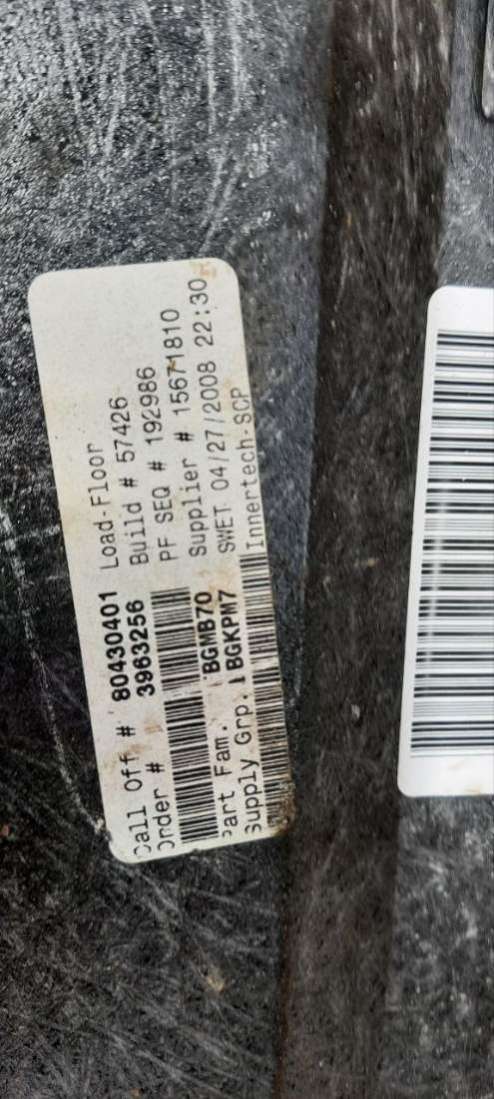 Call Off # 80430401 Load-Floor
Order # 3963256 Build # 57426
PF SEQ # 192986
Supplier # 15671810
Part Fam. BGMB70 SWET 04/27/2008 22:30
Supply Grp. BGKPM7 Innertech-SCP